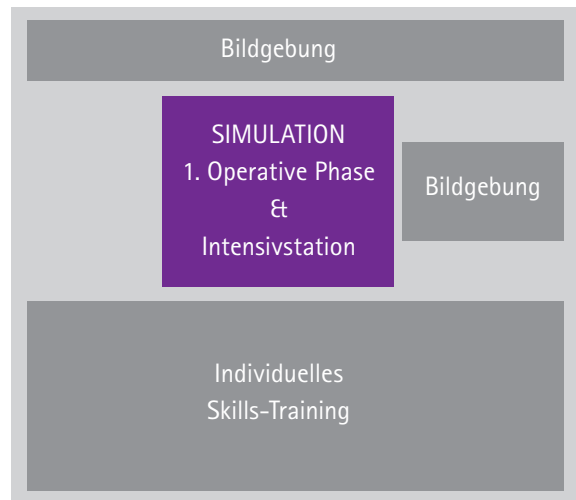 Bildgebung
SIMULATION
1. Operative Phase
&
Intensivstation
Bildgebung
Individuelles
Skills-Training